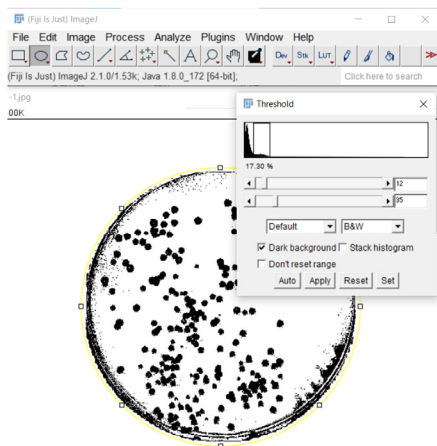 (Fiji Is Just) ImageJ
File Edit Image Process Analyze Plugins Window Help
Dev Stk LUT
(Fiji Is Just) ImageJ 2.1.0/1.53k; Java 1.8.0_172 [64-bit];
Click here to search
-1.jpg
00K
Threshold
17.30 %
12
35
Default
B&W
Dark background
Stack histogram
Don't reset range
Auto Apply Reset Set